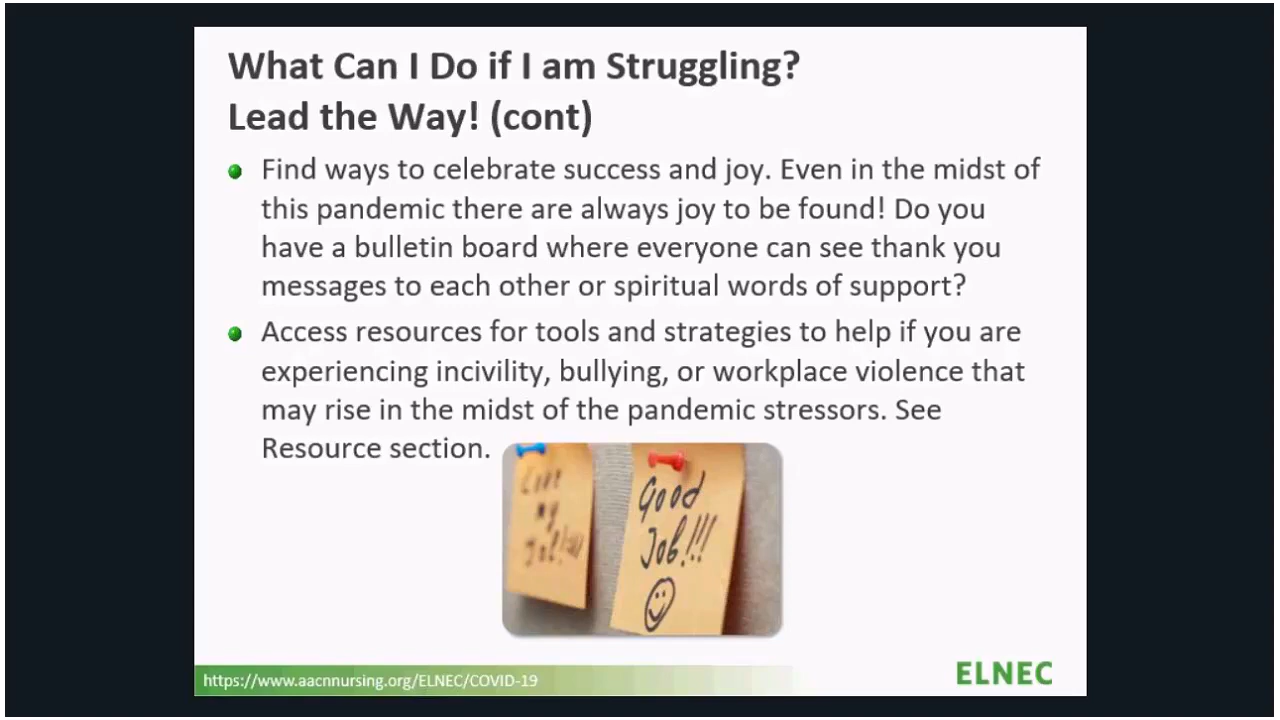 What Can I Do if I am Struggling?
Lead the Way! (cont)
Find ways to celebrate success and joy. Even in the midst of
this pandemic there are always joy to be found! Do you
have a bulletin board where everyone can see thank you
messages to each other or spiritual words of support?
Access resources for tools and strategies to help if you are
experiencing incivility, bullying, or workplace violence that
may rise in the midst of the pandemic stressors. See
Resource section.
Love
my
Job!!!!
Good
Job!!!
https://www.aacnnursing.org/ELNEC/COVID-19
ELNEC